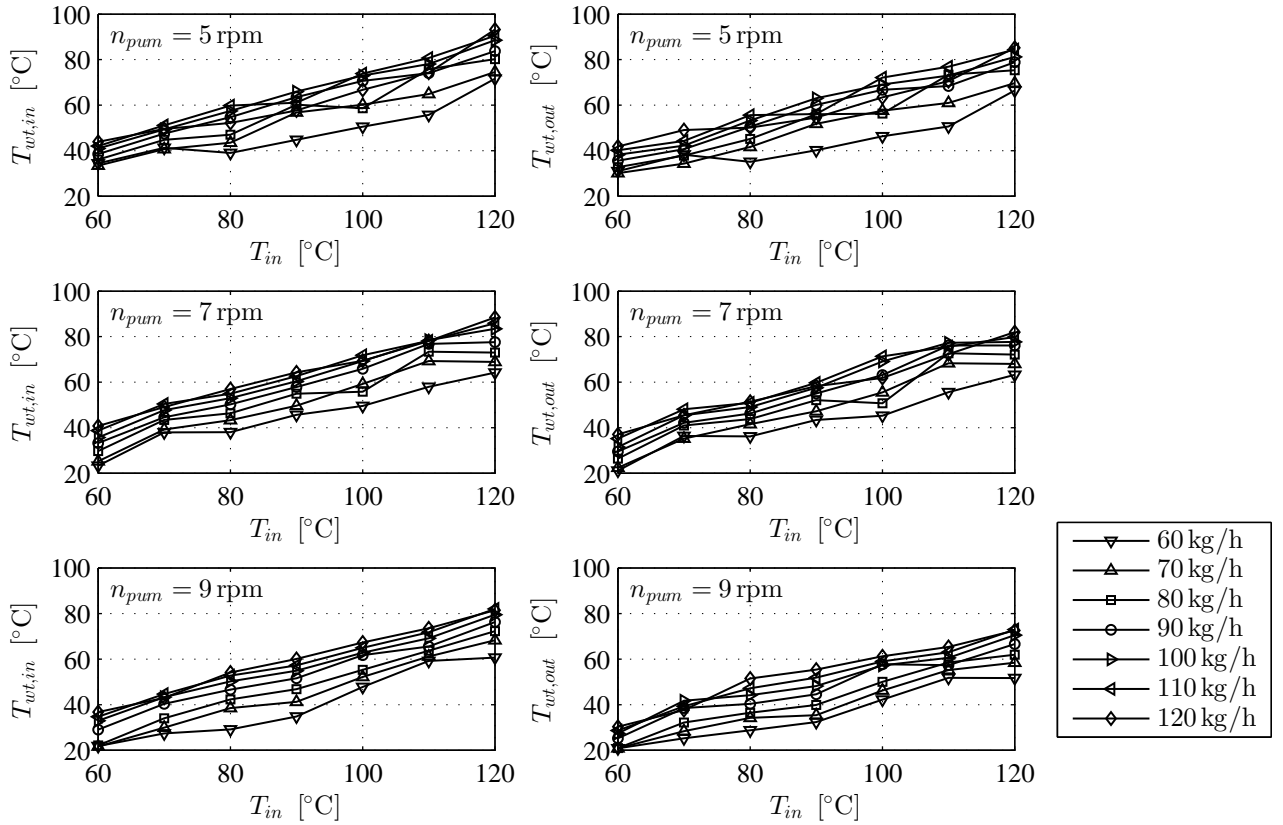 100
80
60
40
20
60 80 100 120
T_in [°C]
T_wt,in [°C]
n_pum = 5 rpm
100
80
60
40
20
60 80 100 120
T_in [°C]
T_wt,out [°C]
n_pum = 5 rpm
100
80
60
40
20
60 80 100 120
T_in [°C]
T_wt,in [°C]
n_pum = 7 rpm
100
80
60
40
20
60 80 100 120
T_in [°C]
T_wt,out [°C]
n_pum = 7 rpm
100
80
60
40
20
60 80 100 120
T_in [°C]
T_wt,in [°C]
n_pum = 9 rpm
100
80
60
40
20
60 80 100 120
T_in [°C]
T_wt,out [°C]
n_pum = 9 rpm
60 kg/h
70 kg/h
80 kg/h
90 kg/h
100 kg/h
110 kg/h
120 kg/h